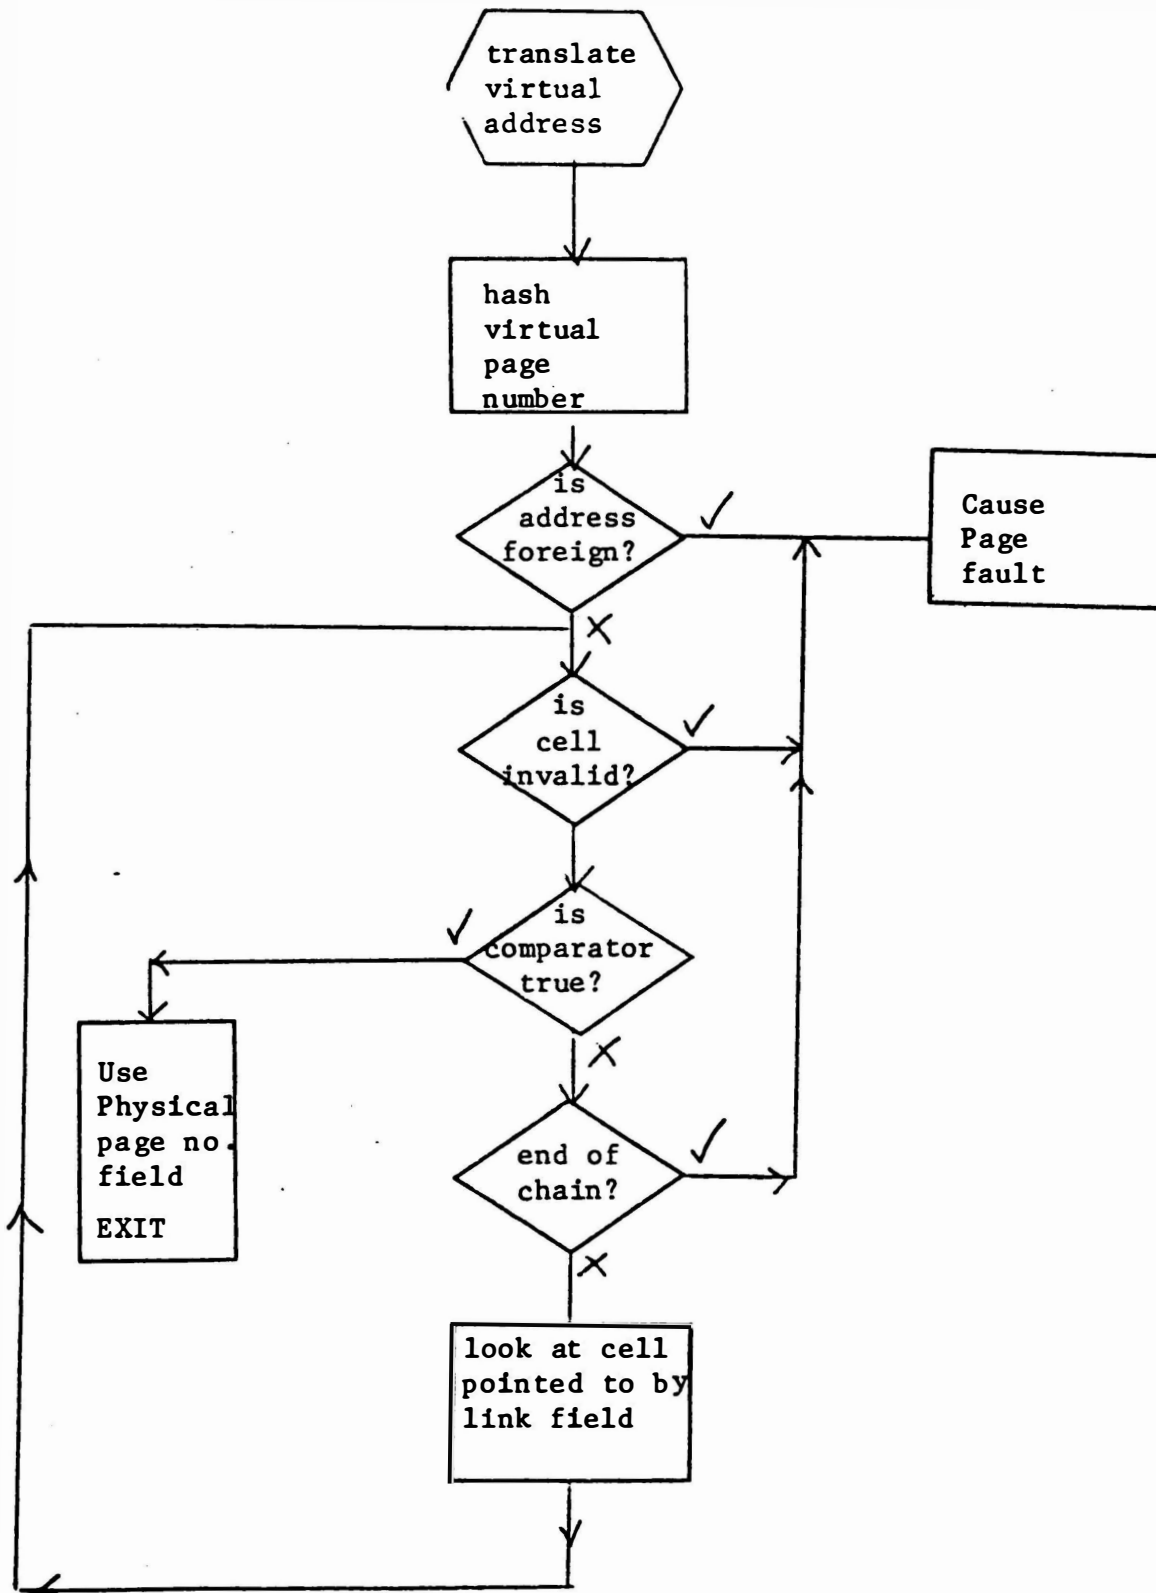 translate
virtual
address
hash
virtual
page
number
is
address
foreign?
Cause
Page
fault
is
cell
invalid?
is
comparator
true?
Use
Physical
page no.
field
EXIT
end of
chain?
look at cell
pointed to by
link field